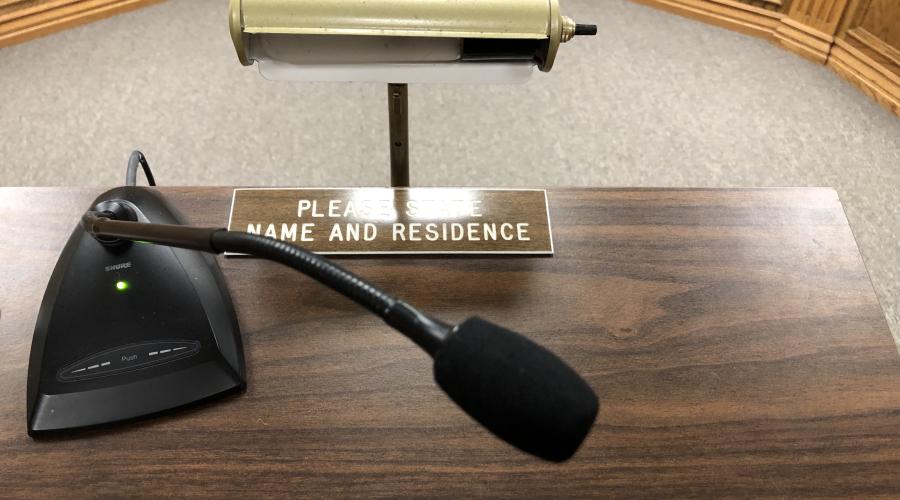 PLEASE STATE
NAME AND RESIDENCE
SHURE
Push